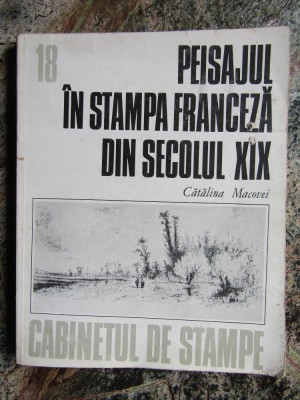 18
PEISAJUL
ÎN STAMPA FRANCEZĂ
DIN SECOLUL XIX
Cătălina Macovei
CABINETUL DE STAMPE